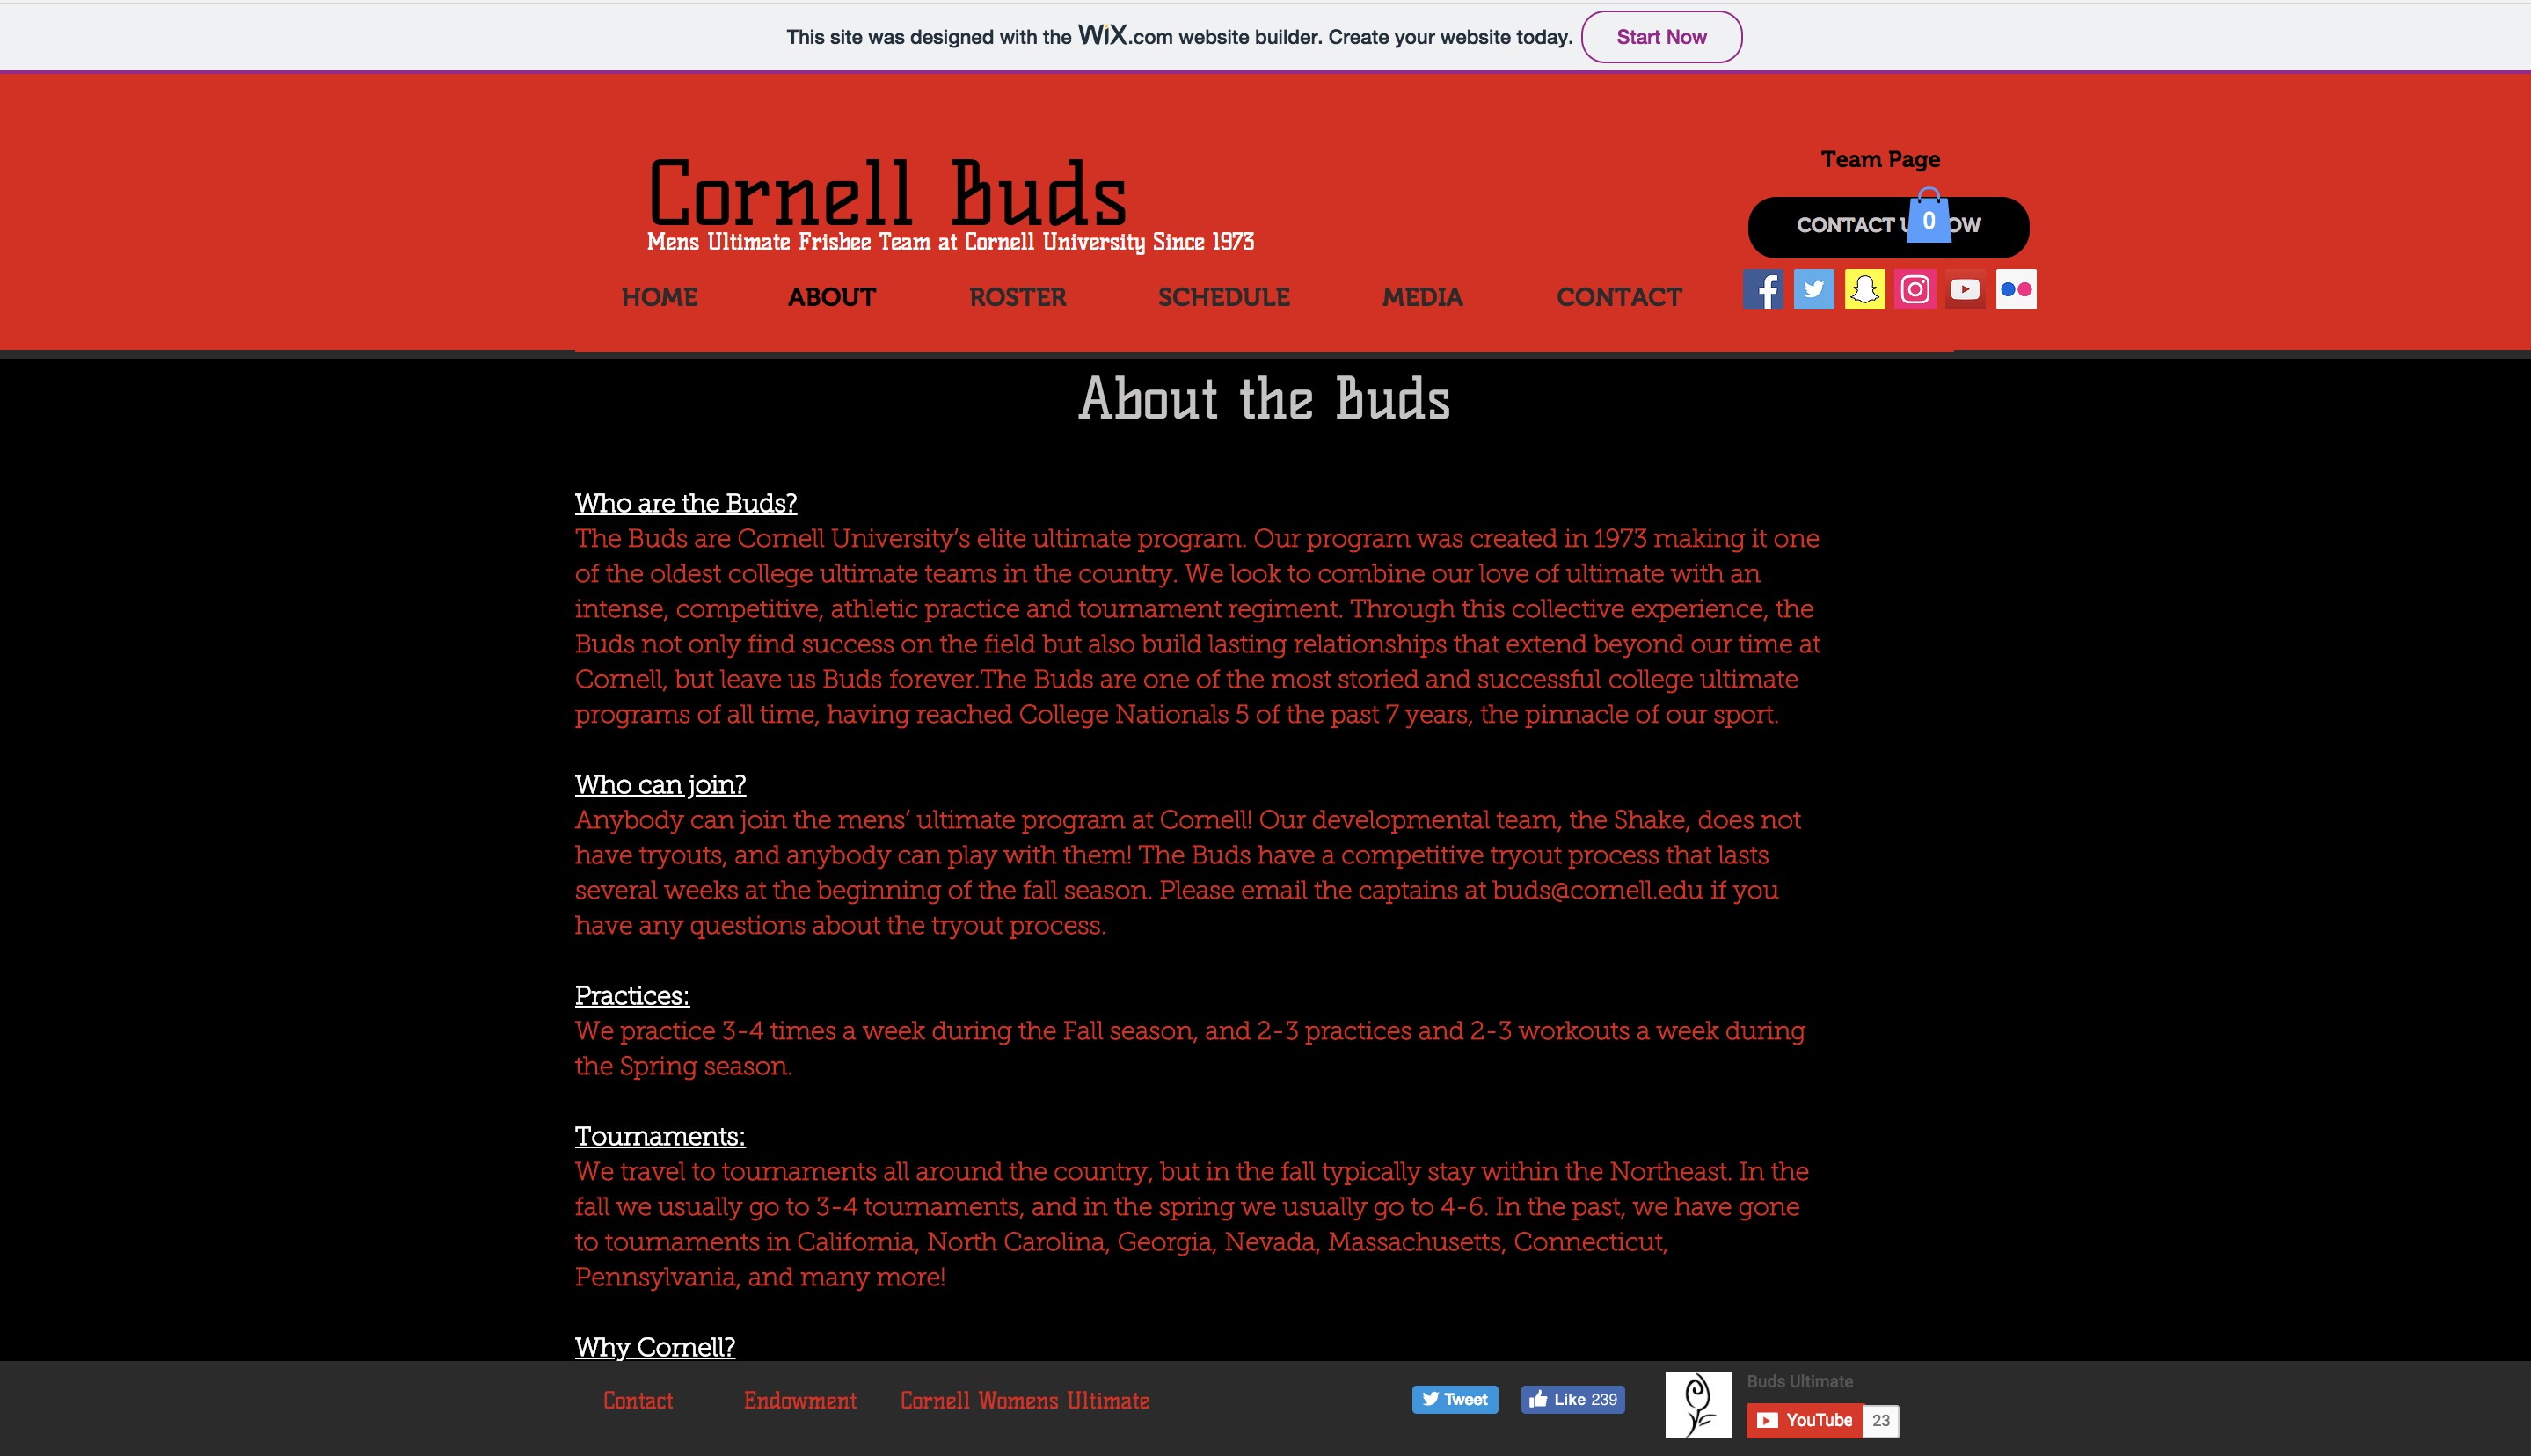 This site was designed with the WiX.com website builder. Create your website today. Start Now
Cornell Buds
Mens Ultimate Frisbee Team at Cornell University Since 1973
Team Page
CONTACT U 0 OW
HOME ABOUT ROSTER SCHEDULE MEDIA CONTACT
About the Buds
Who are the Buds?
The Buds are Cornell University’s elite ultimate program. Our program was created in 1973 making it one
of the oldest college ultimate teams in the country. We look to combine our love of ultimate with an
intense, competitive, athletic practice and tournament regiment. Through this collective experience, the
Buds not only find success on the field but also build lasting relationships that extend beyond our time at
Cornell, but leave us Buds forever.The Buds are one of the most storied and successful college ultimate
programs of all time, having reached College Nationals 5 of the past 7 years, the pinnacle of our sport.
Who can join?
Anybody can join the mens’ ultimate program at Cornell! Our developmental team, the Shake, does not
have tryouts, and anybody can play with them! The Buds have a competitive tryout process that lasts
several weeks at the beginning of the fall season. Please email the captains at buds@cornell.edu if you
have any questions about the tryout process.
Practices:
We practice 3-4 times a week during the Fall season, and 2-3 practices and 2-3 workouts a week during
the Spring season.
Tournaments:
We travel to tournaments all around the country, but in the fall typically stay within the Northeast. In the
fall we usually go to 3-4 tournaments, and in the spring we usually go to 4-6. In the past, we have gone
to tournaments in California, North Carolina, Georgia, Nevada, Massachusetts, Connecticut,
Pennsylvania, and many more!
Why Cornell?
Contact Endowment Cornell Womens Ultimate
Tweet Like 239
Buds Ultimate
YouTube 23